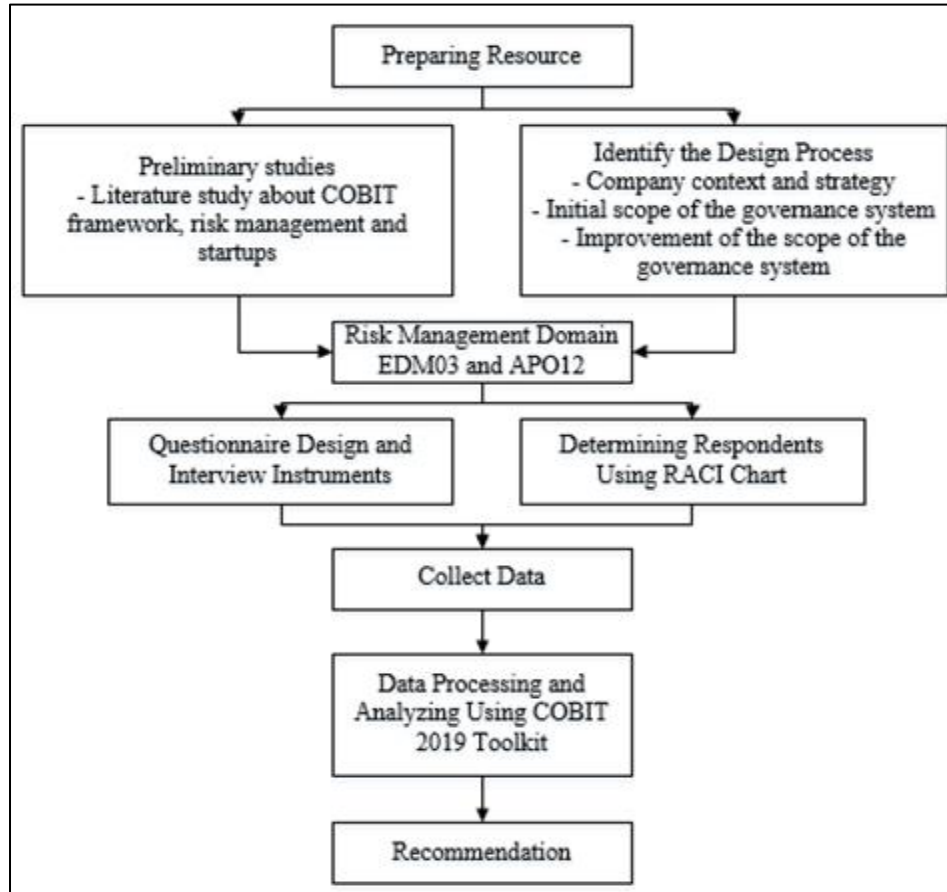 Preparing Resource
Preliminary studies
- Literature study about COBIT
framework, risk management and
startups
Identify the Design Process
- Company context and strategy
- Initial scope of the governance system
- Improvement of the scope of the
governance system
Risk Management Domain
EDM03 and APO12
Questionnaire Design and
Interview Instruments
Determining Respondents
Using RACI Chart
Collect Data
Data Processing and
Analyzing Using COBIT
2019 Toolkit
Recommendation